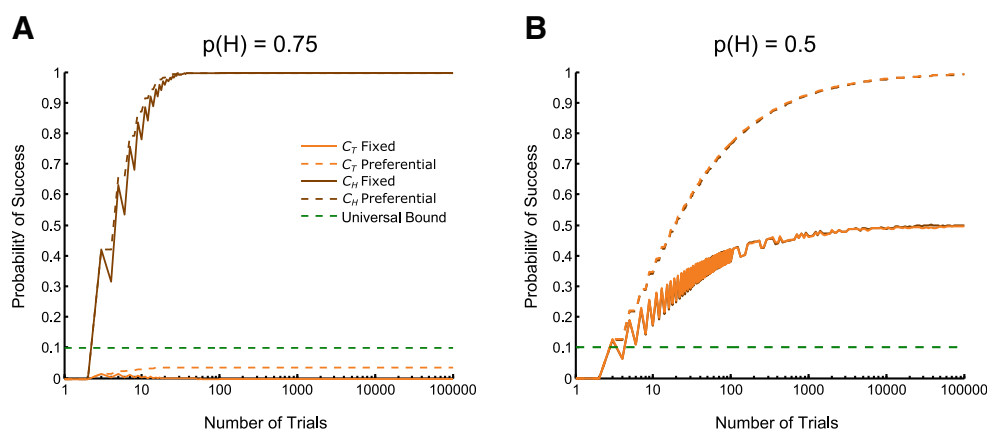 A
p(H) = 0.75
Probability of Success
1
0.9
0.8
0.7
0.6
0.5
0.4
0.3
0.2
0.1
0
1
10
100
1000
10000
100000
Number of Trials
C_T Fixed
C_T Preferential
C_H Fixed
C_H Preferential
Universal Bound
B
p(H) = 0.5
Probability of Success
1
0.9
0.8
0.7
0.6
0.5
0.4
0.3
0.2
0.1
0
1
10
100
1000
10000
100000
Number of Trials